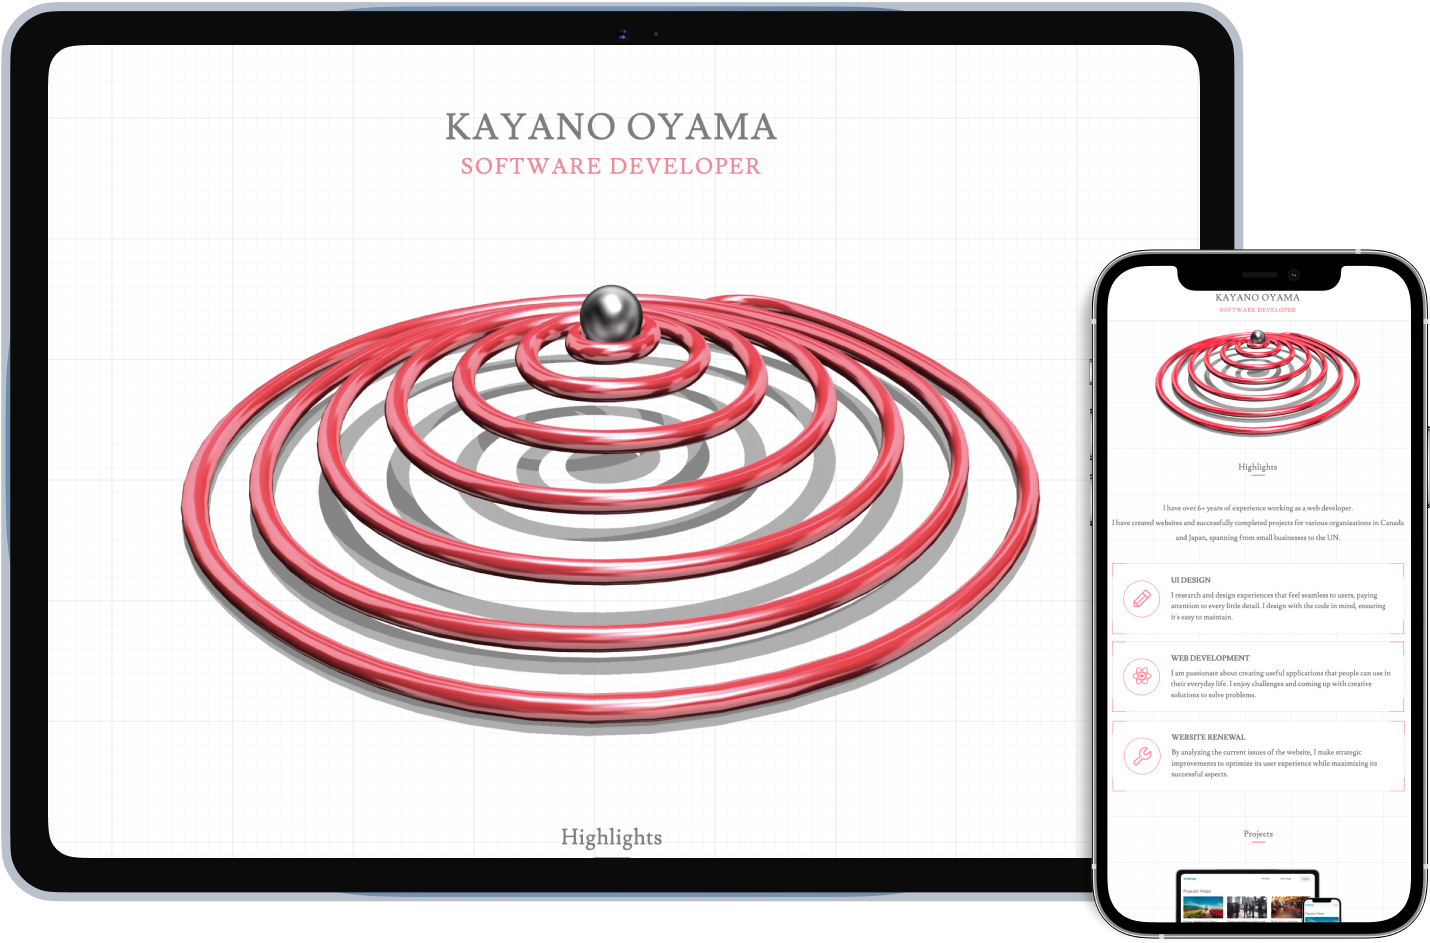 KAYANO OYAMA
SOFTWARE DEVELOPER
Highlights
KAYANO OYAMA
SOFTWARE DEVELOPER
Highlights
I have over 6+ years of experience working as a web developer.
I have created websites and successfully completed projects for various organizations in Canada
and Japan, spanning from small businesses to the UN.
UI DESIGN
I research and design experiences that feel seamless to users, paying
attention to every little detail. I design with the code in mind, ensuring
it's easy to maintain.
WEB DEVELOPMENT
I am passionate about creating useful applications that people can use in
their everyday life. I enjoy challenges and coming up with creative
solutions to solve problems.
WEBSITE RENEWAL
By analyzing the current issues of the website, I make strategic
improvements to optimize its user experience while maximizing its
successful aspects.
Projects
Popular Maps